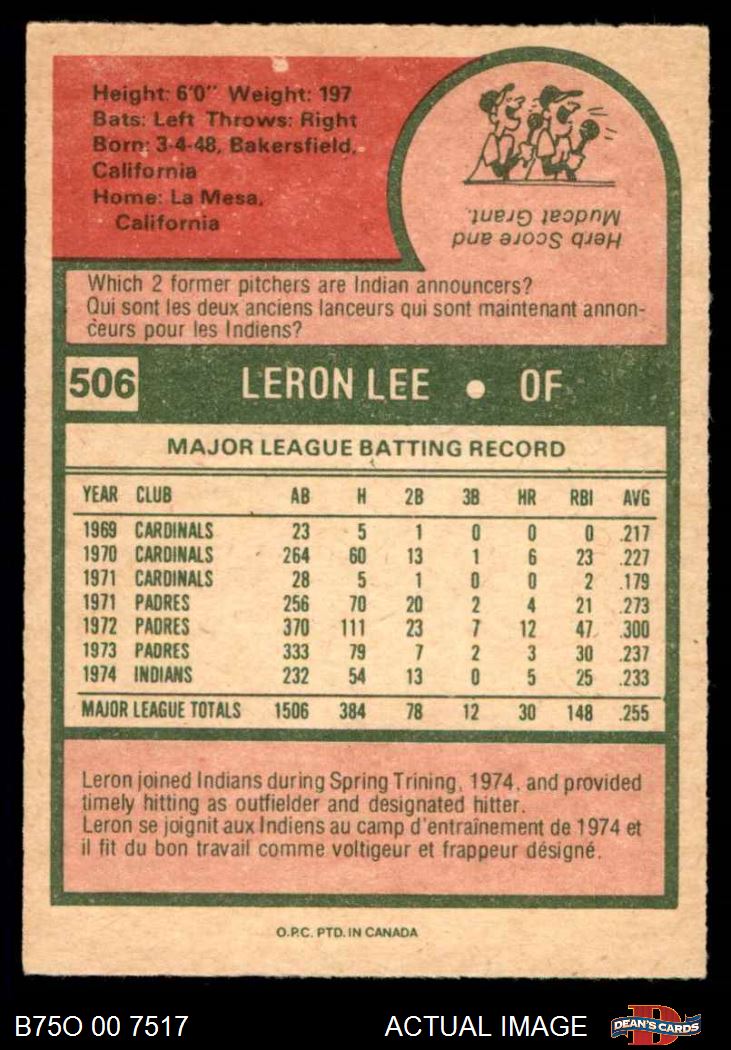 Height: 6'0" Weight: 197
Bats: Left Throws: Right
Born: 3-4-48, Bakersfield,
California
Home: La Mesa,
California
Herb Score and
Mudcat Grant.
Which 2 former pitchers are Indian announcers?
Qui sont les deux anciens lanceurs qui sont maintenant annon-
ceurs pour les Indiens?
506 LERON LEE • OF
MAJOR LEAGUE BATTING RECORD
YEAR CLUB AB H 2B 3B HR RBI AVG
1969 CARDINALS 23 5 1 0 0 0 .217
1970 CARDINALS 264 60 13 1 6 23 .227
1971 CARDINALS 28 5 1 0 0 2 .179
1971 PADRES 256 70 20 2 4 21 .273
1972 PADRES 370 111 23 7 12 47 .300
1973 PADRES 333 79 7 2 3 30 .237
1974 INDIANS 232 54 13 0 5 25 .233
MAJOR LEAGUE TOTALS 1506 384 78 12 30 148 .255
Leron joined Indians during Spring Trining, 1974, and provided
timely hitting as outfielder and designated hitter.
Leron se joignit aux Indiens au camp d'entraînement de 1974 et
il fit du bon travail comme voltigeur et frappeur désigné.
O.P.C. PTD. IN CANADA
B75O 00 7517 ACTUAL IMAGE D DEAN'S CARDS